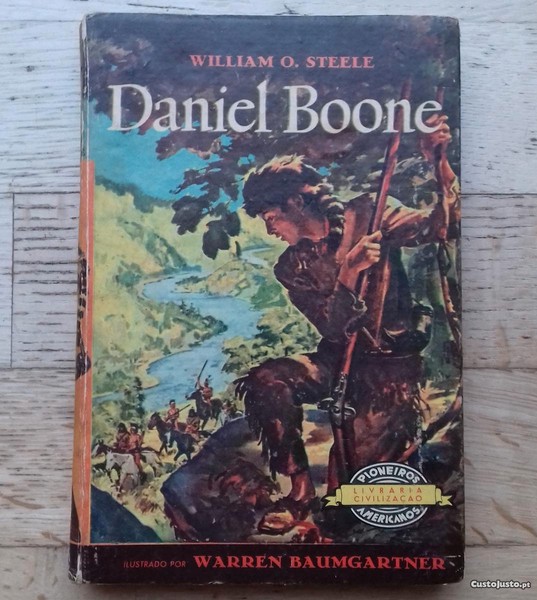 WILLIAM O. STEELE
Daniel Boone
PIONEIROS
LIVRARIA
CIVILIZAÇÃO
AMERICANOS
ILUSTRADO POR WARREN BAUMGARTNER
CustoJusto.pt